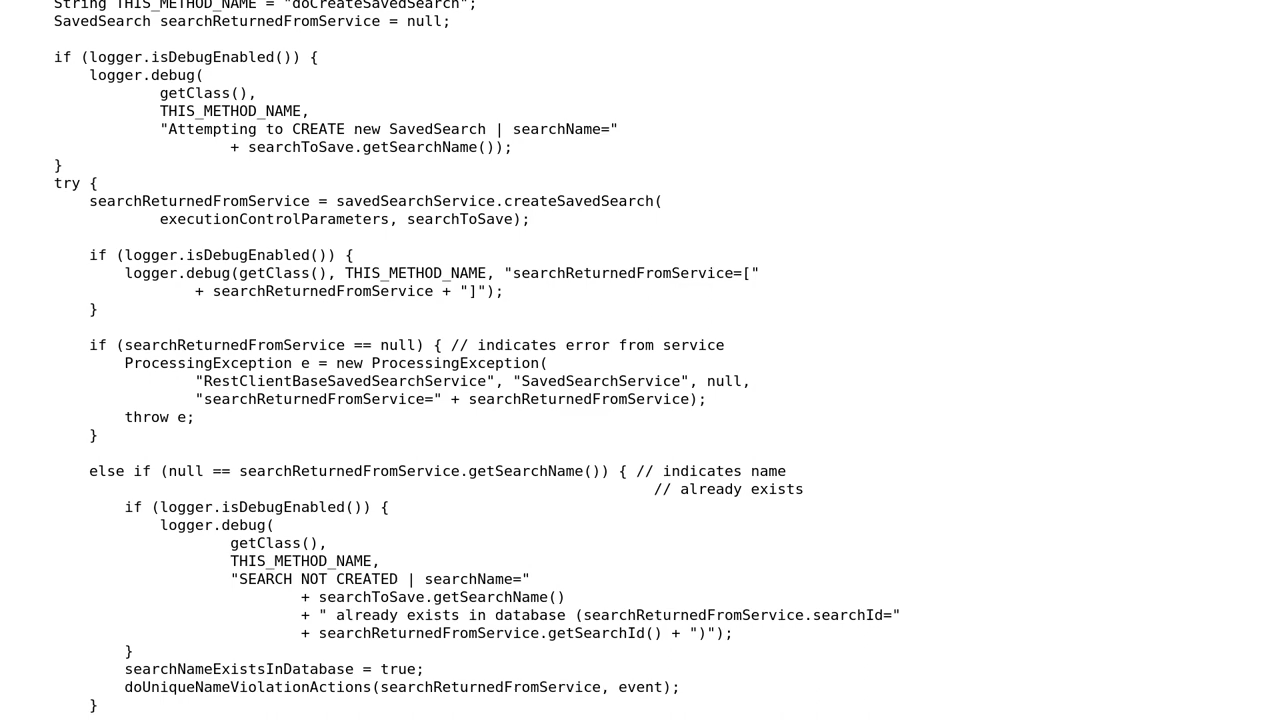 String THIS_METHOD_NAME = "doCreateSavedSearch";
SavedSearch searchReturnedFromService = null;

if (logger.isDebugEnabled()) {
    logger.debug(
            getClass(),
            THIS_METHOD_NAME,
            "Attempting to CREATE new SavedSearch | searchName="
                    + searchToSave.getSearchName());
}
try {
    searchReturnedFromService = savedSearchService.createSavedSearch(
            executionControlParameters, searchToSave);

    if (logger.isDebugEnabled()) {
        logger.debug(getClass(), THIS_METHOD_NAME, "searchReturnedFromService=["
                + searchReturnedFromService + "]");
    }

    if (searchReturnedFromService == null) { // indicates error from service
        ProcessingException e = new ProcessingException(
                "RestClientBaseSavedSearchService", "SavedSearchService", null,
                "searchReturnedFromService=" + searchReturnedFromService);
        throw e;
    }

    else if (null == searchReturnedFromService.getSearchName()) { // indicates name
                                                                    // already exists
        if (logger.isDebugEnabled()) {
            logger.debug(
                    getClass(),
                    THIS_METHOD_NAME,
                    "SEARCH NOT CREATED | searchName="
                            + searchToSave.getSearchName()
                            + " already exists in database (searchReturnedFromService.searchId="
                            + searchReturnedFromService.getSearchId() + ")");
        }
        searchNameExistsInDatabase = true;
        doUniqueNameViolationActions(searchReturnedFromService, event);
    }